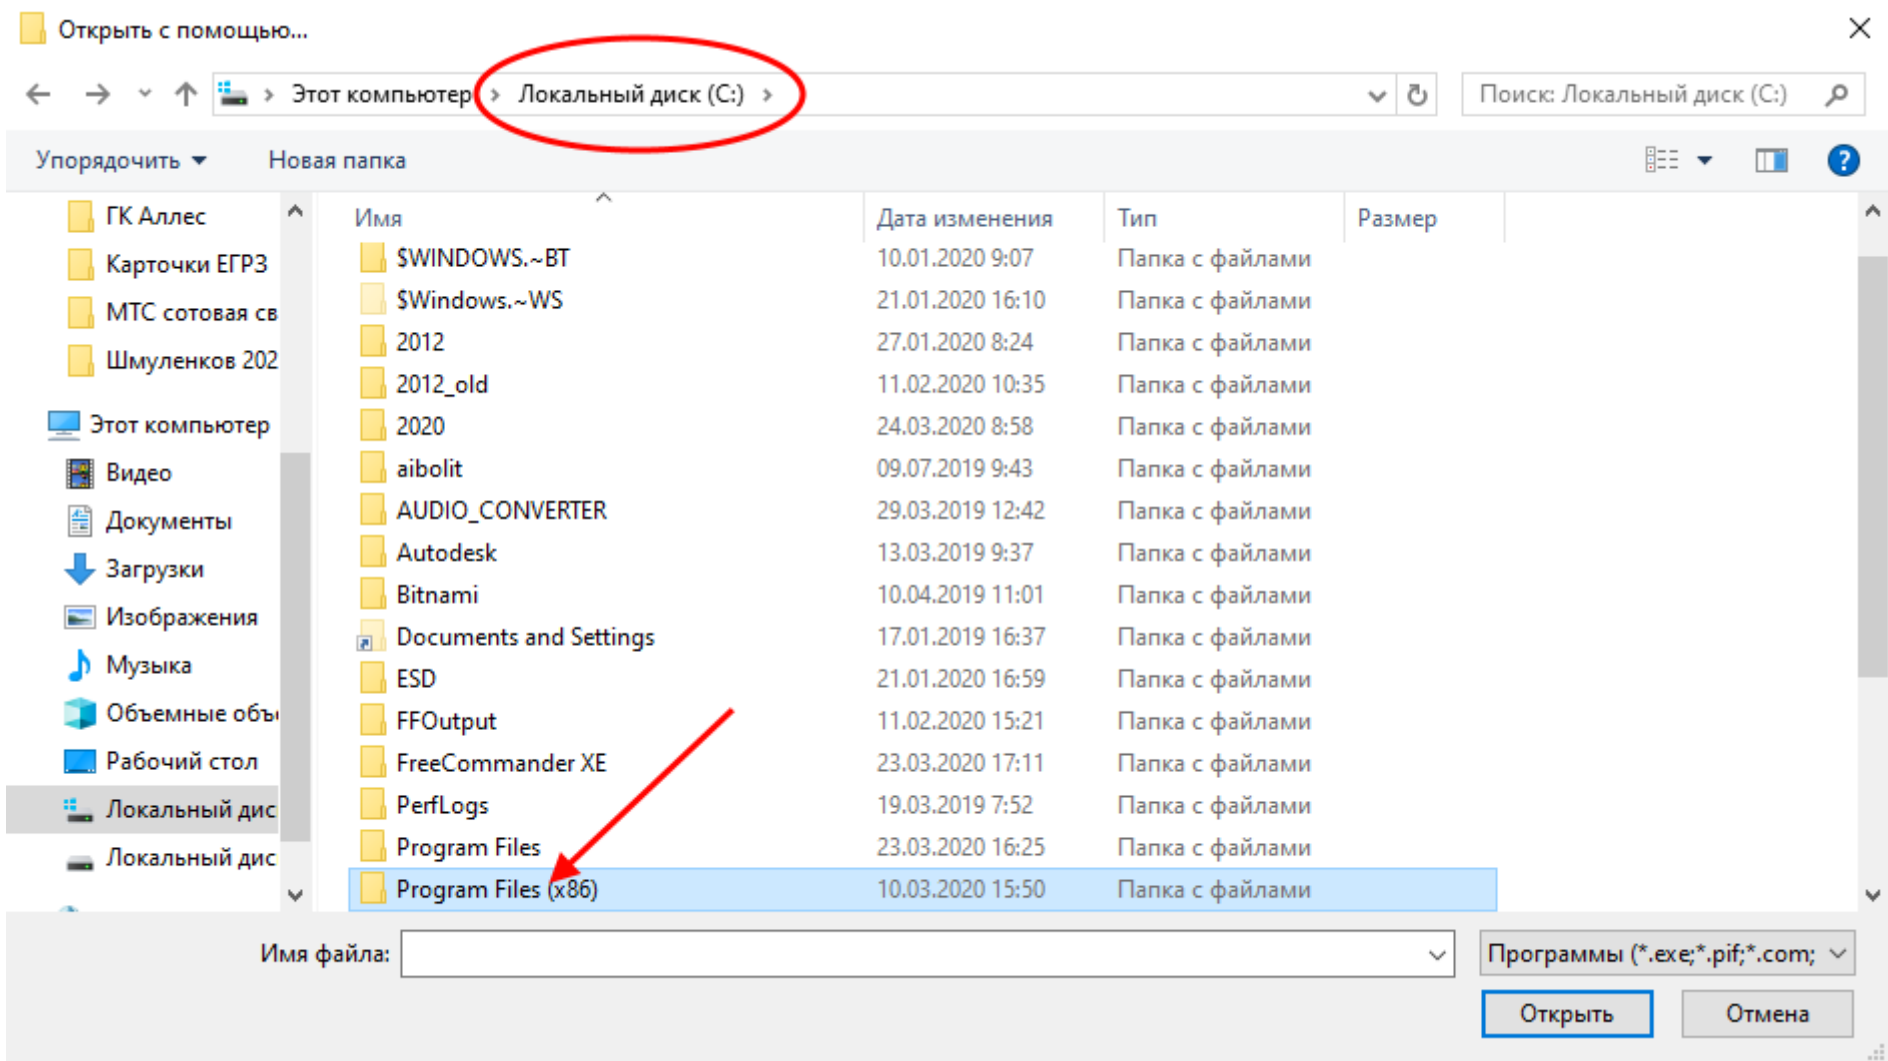 Открыть с помощью...
Этот компьютер > Локальный диск (C:) >
Поиск: Локальный диск (C:)
Упорядочить
Новая папка
ГК Аллес
Карточки ЕГРЗ
МТС сотовая св
Шмуленков 202
Этот компьютер
Видео
Документы
Загрузки
Изображения
Музыка
Объемные объ
Рабочий стол
Локальный дис
Локальный дис
Имя Дата изменения Тип Размер
$WINDOWS.~BT 10.01.2020 9:07 Папка с файлами
$Windows.~WS 21.01.2020 16:10 Папка с файлами
2012 27.01.2020 8:24 Папка с файлами
2012_old 11.02.2020 10:35 Папка с файлами
2020 24.03.2020 8:58 Папка с файлами
aibolit 09.07.2019 9:43 Папка с файлами
AUDIO_CONVERTER 29.03.2019 12:42 Папка с файлами
Autodesk 13.03.2019 9:37 Папка с файлами
Bitnami 10.04.2019 11:01 Папка с файлами
Documents and Settings 17.01.2019 16:37 Папка с файлами
ESD 21.01.2020 16:59 Папка с файлами
FFOutput 11.02.2020 15:21 Папка с файлами
FreeCommander XE 23.03.2020 17:11 Папка с файлами
PerfLogs 19.03.2019 7:52 Папка с файлами
Program Files 23.03.2020 16:25 Папка с файлами
Program Files (x86) 10.03.2020 15:50 Папка с файлами
Имя файла:
Программы (*.exe;*.pif;*.com;
Открыть
Отмена